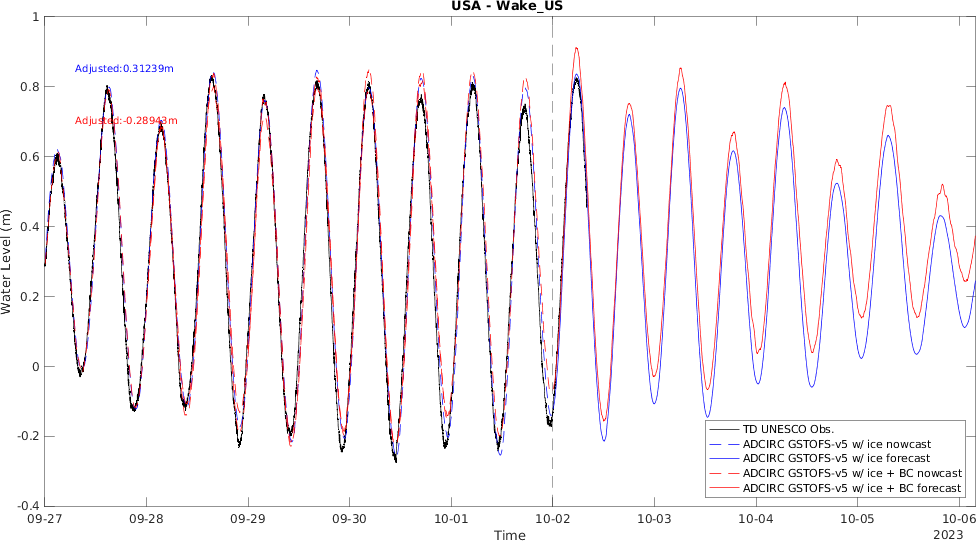 USA - Wake_US
1
0.8
0.6
0.4
0.2
0
-0.2
-0.4
Water Level (m)
Adjusted:0.31239m
Adjusted:-0.28943m
TD UNESCO Obs.
ADCIRC GSTOFS-v5 w/ ice nowcast
ADCIRC GSTOFS-v5 w/ ice forecast
ADCIRC GSTOFS-v5 w/ ice + BC nowcast
ADCIRC GSTOFS-v5 w/ ice + BC forecast
09-27 09-28 09-29 09-30 10-01 10-02 10-03 10-04 10-05 10-06
Time
2023